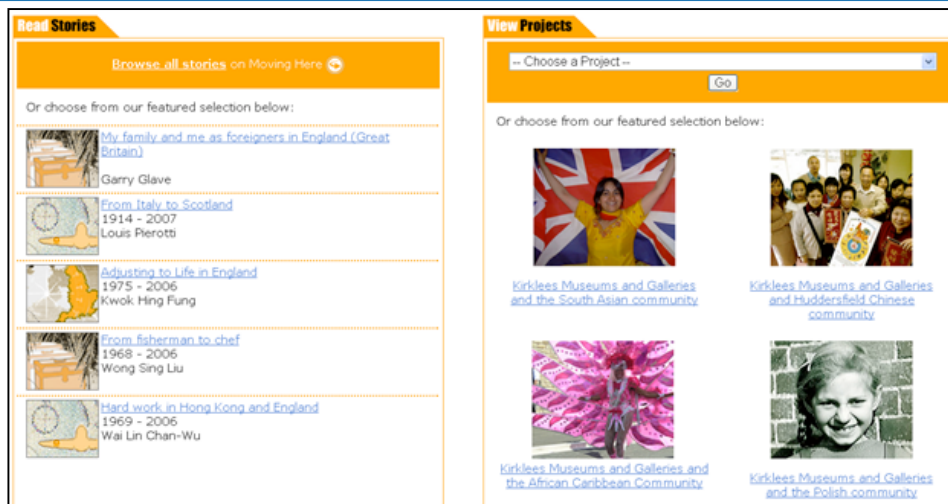 Read Stories
Browse all stories on Moving Here
Or choose from our featured selection below:
My family and me as foreigners in England (Great
Britain)
Garry Glave
From Italy to Scotland
1914 - 2007
Louis Pierotti
Adjusting to Life in England
1975 - 2006
Kwok Hing Fung
From fisherman to chef
1968 - 2006
Wong Sing Liu
Hard work in Hong Kong and England
1969 - 2006
Wai Lin Chan-Wu
View Projects
-- Choose a Project --
Go
Or choose from our featured selection below:
Kirklees Museums and Galleries
and the South Asian community
Kirklees Museums and Galleries
and Huddersfield Chinese
community
Kirklees Museums and Galleries and
the African Caribbean Community
Kirklees Museums and Galleries
and the Polish community